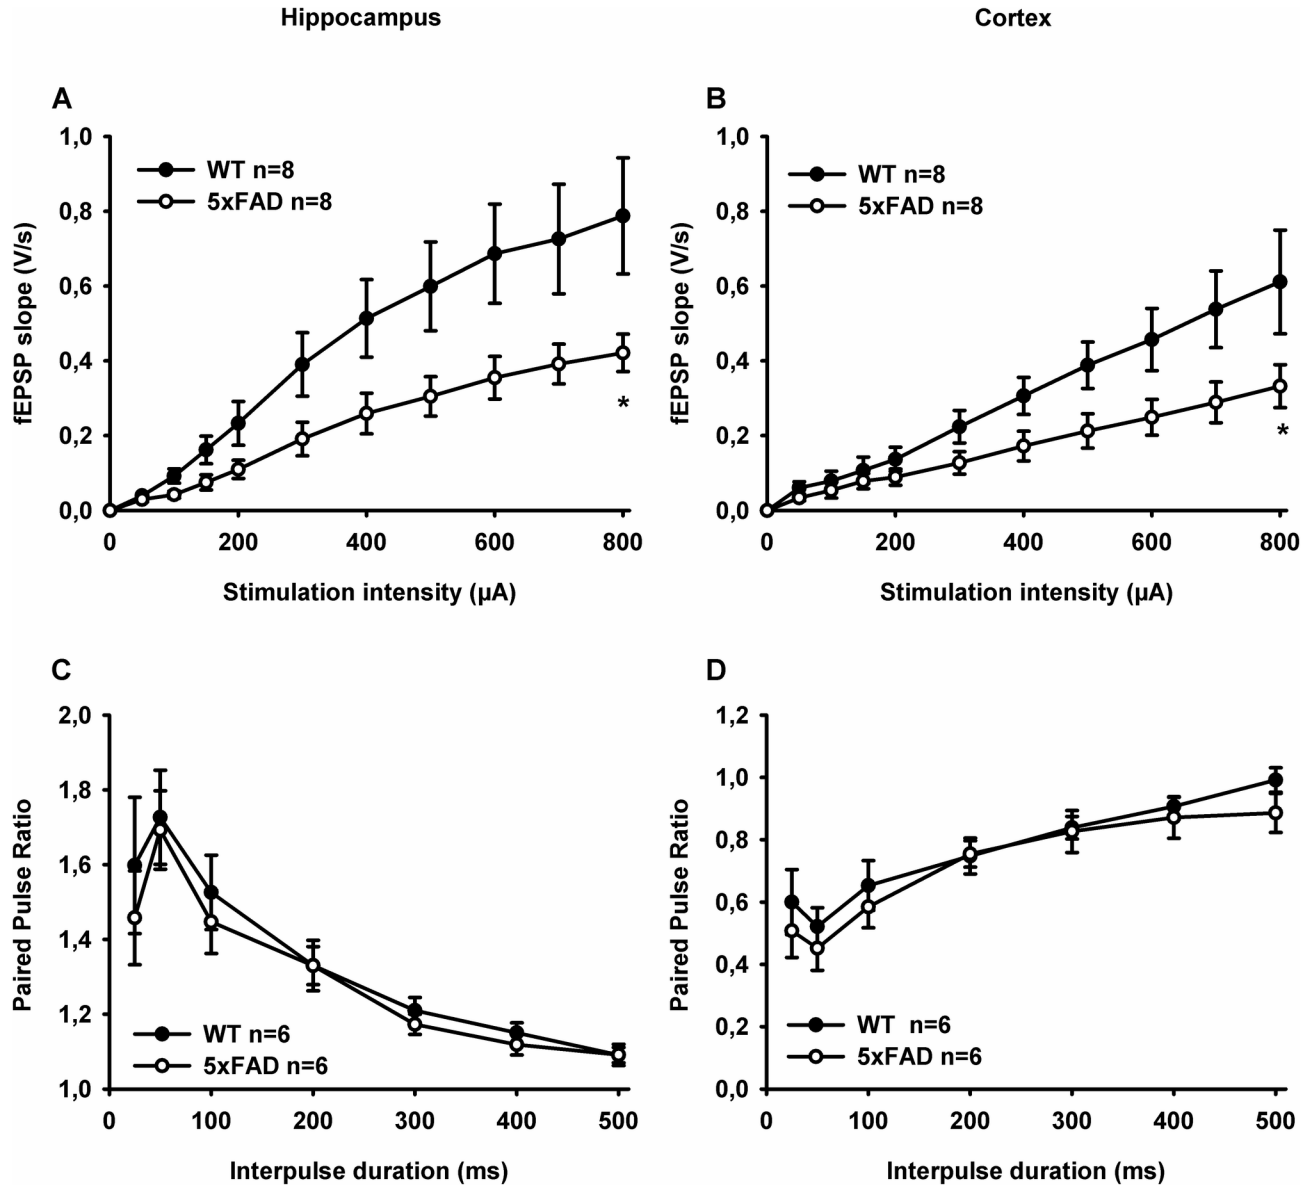 Hippocampus
Cortex
A
fEPSP slope (V/s)
1,0
0,8
0,6
0,4
0,2
0,0
WT n=8
5xFAD n=8
*
0 200 400 600 800
Stimulation intensity (µA)
B
fEPSP slope (V/s)
1,0
0,8
0,6
0,4
0,2
0,0
WT n=8
5xFAD n=8
*
0 200 400 600 800
Stimulation intensity (µA)
C
Paired Pulse Ratio
2,0
1,8
1,6
1,4
1,2
1,0
WT n=6
5xFAD n=6
0 100 200 300 400 500
Interpulse duration (ms)
D
Paired Pulse Ratio
1,2
1,0
0,8
0,6
0,4
0,2
0,0
WT n=6
5xFAD n=6
0 100 200 300 400 500
Interpulse duration (ms)